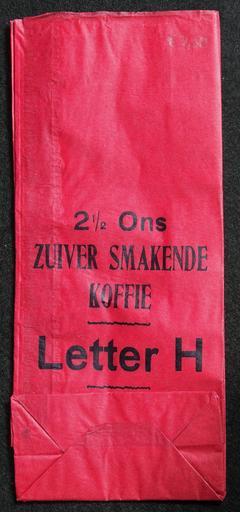 2½ Ons
ZUIVER SMAKENDE
KOFFIE
Letter H